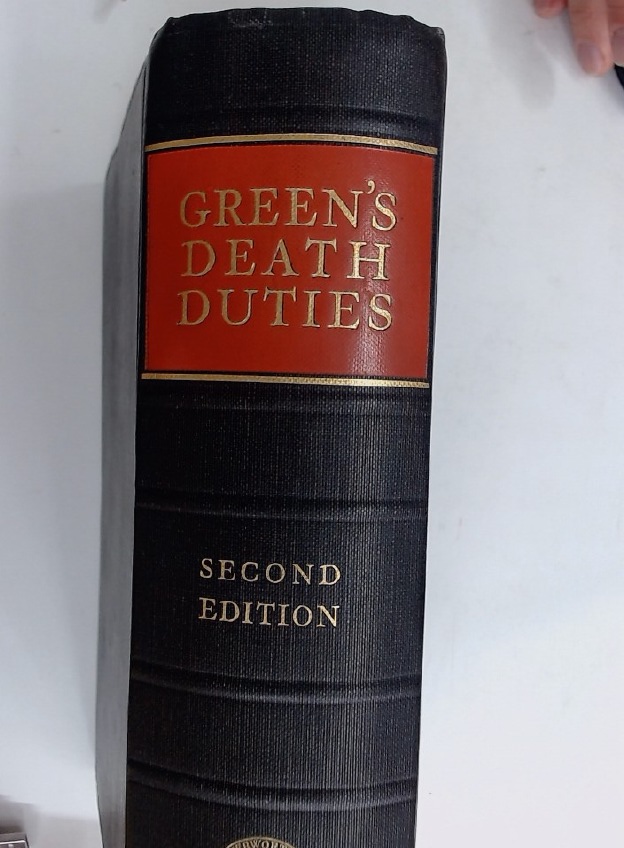 GREEN'S
DEATH
DUTIES
SECOND
EDITION